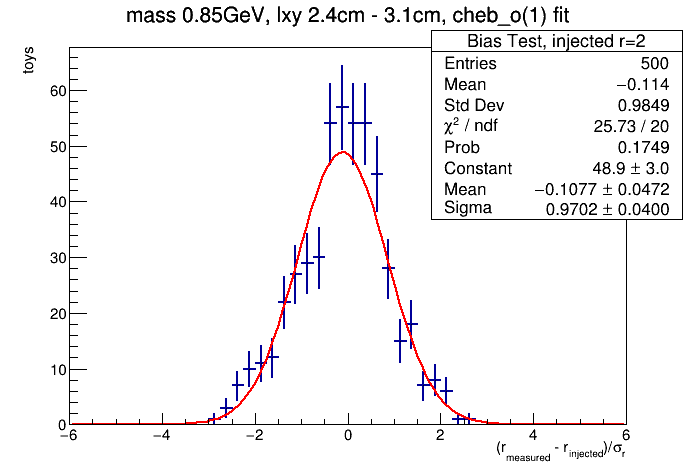 mass 0.85GeV, lxy 2.4cm - 3.1cm, cheb_o(1) fit
Bias Test, injected r=2
Entries 500
Mean −0.114
Std Dev 0.9849
χ² / ndf 25.73 / 20
Prob 0.1749
Constant 48.9 ± 3.0
Mean −0.1077 ± 0.0472
Sigma 0.9702 ± 0.0400
toys
60
50
40
30
20
10
0
−6 −4 −2 0 2 4 6
(r_measured - r_injected)/σ_r